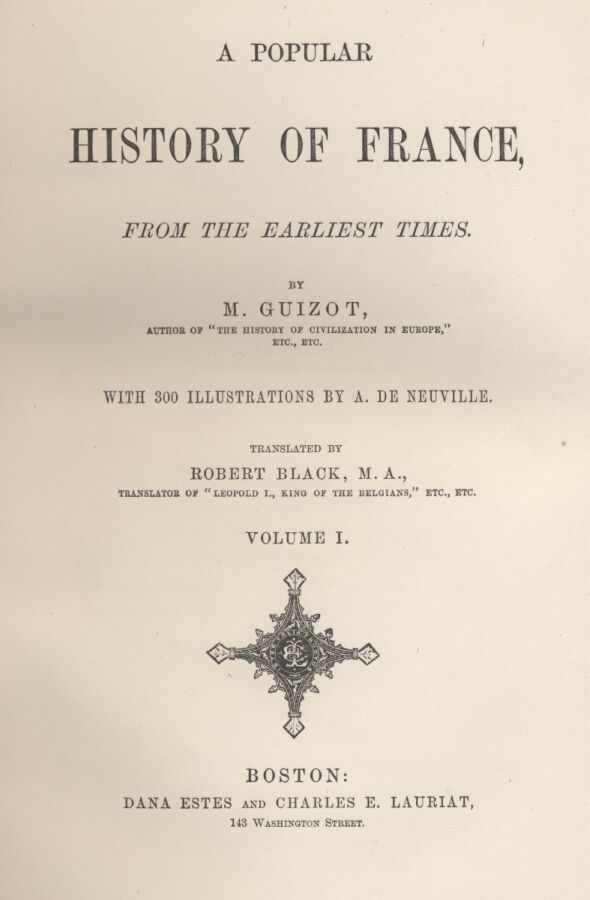 A POPULAR
HISTORY OF FRANCE,
FROM THE EARLIEST TIMES.
BY
M. GUIZOT,
AUTHOR OF "THE HISTORY OF CIVILIZATION IN EUROPE,"
ETC., ETC.
WITH 300 ILLUSTRATIONS BY A. DE NEUVILLE.
TRANSLATED BY
ROBERT BLACK, M. A.,
TRANSLATOR OF "LEOPOLD I., KING OF THE BELGIANS," ETC., ETC.
VOLUME I.
BOSTON:
DANA ESTES AND CHARLES E. LAURIAT,
143 WASHINGTON STREET.